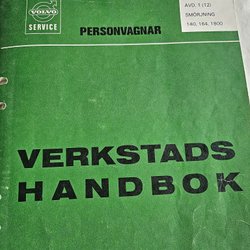 VOLVO
SERVICE
PERSONVAGNAR
AVD. 1 (12)
SMÖRJNING
140, 164, 1800
VERKSTADS
HANDBOK